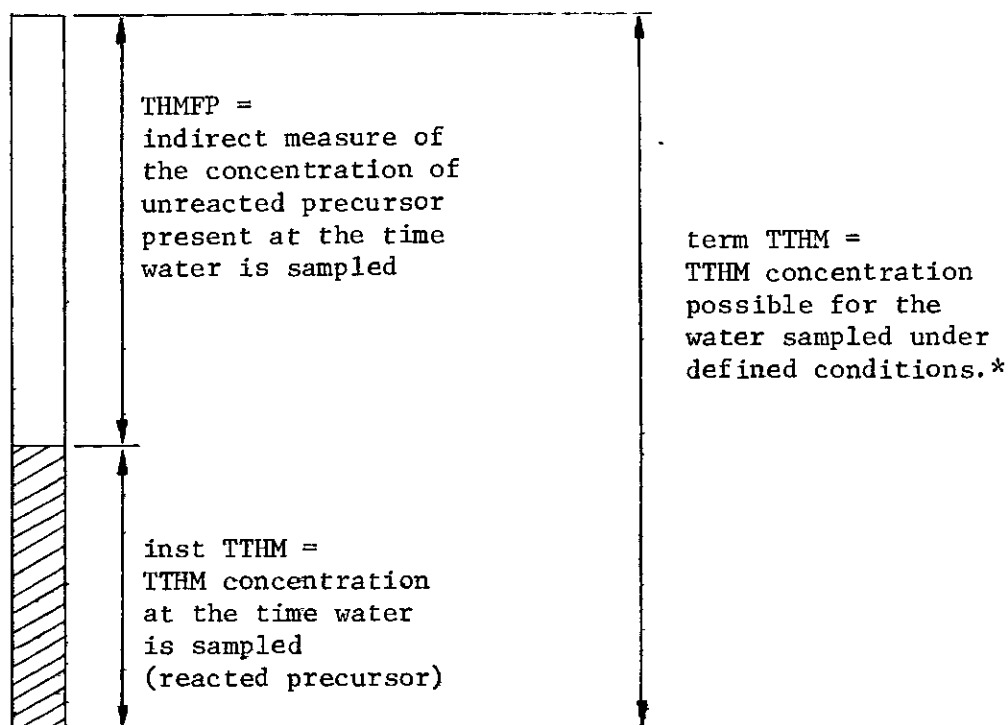 THMFP =
indirect measure of
the concentration of
unreacted precursor
present at the time
water is sampled
term TTHM =
TTHM concentration
possible for the
water sampled under
defined conditions.*
inst TTHM =
TTHM concentration
at the time water
is sampled
(reacted precursor)